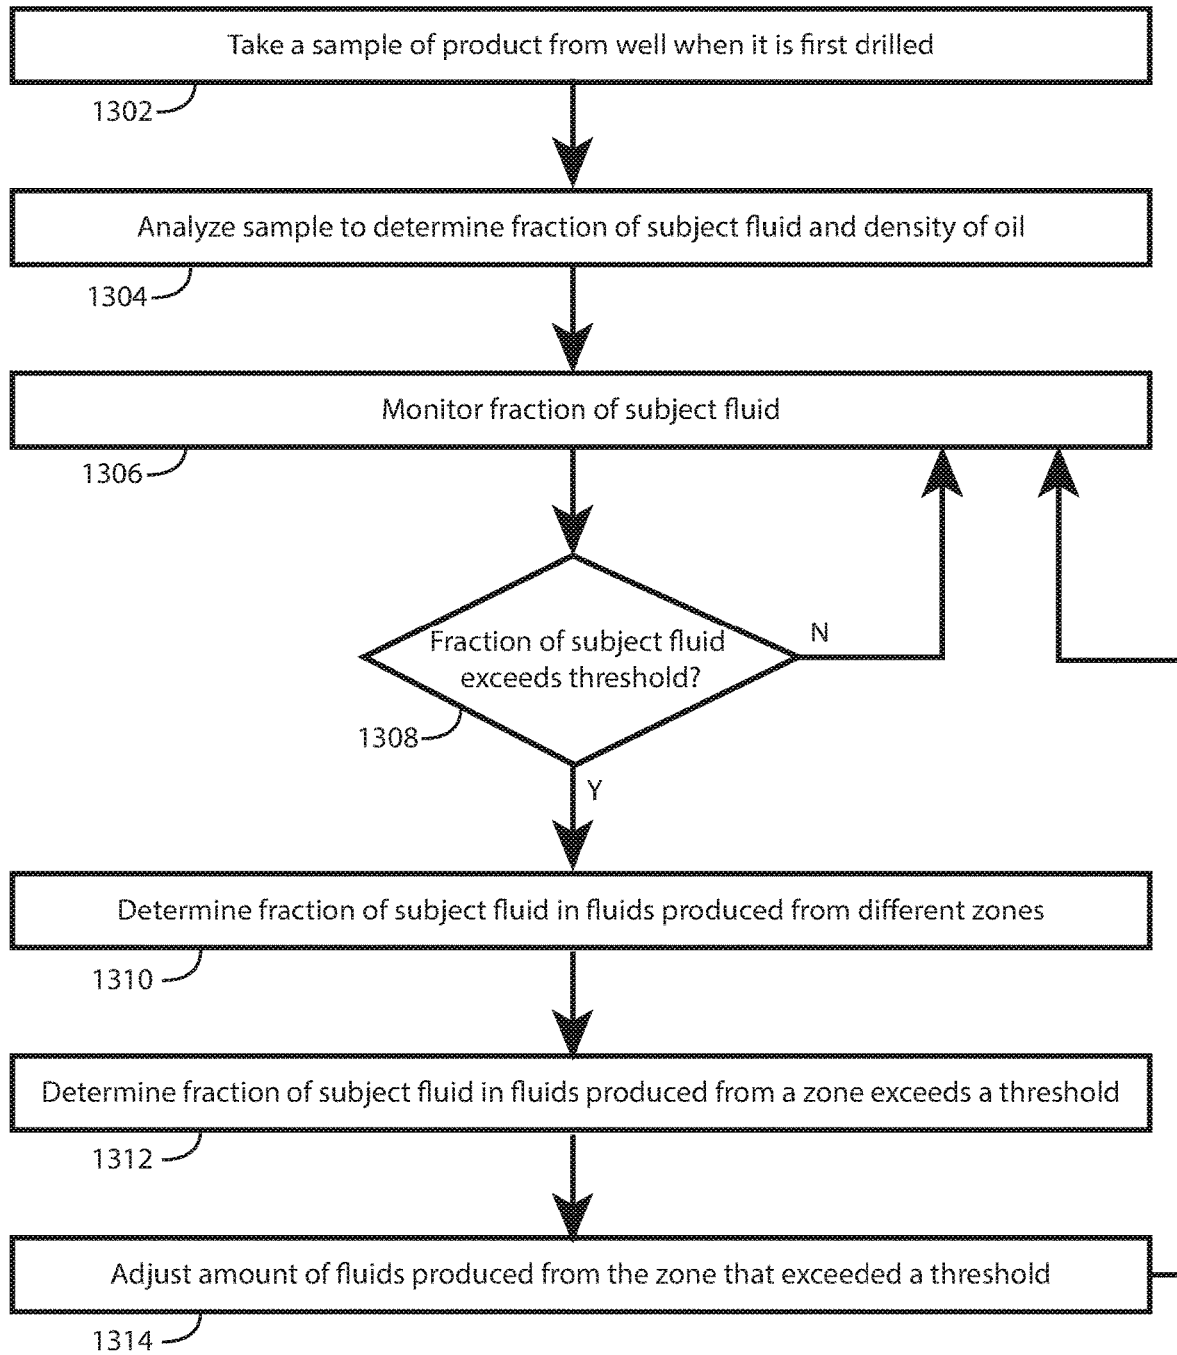 Take a sample of product from well when it is first drilled
1302
Analyze sample to determine fraction of subject fluid and density of oil
1304
Monitor fraction of subject fluid
1306
N
Fraction of subject fluid
exceeds threshold?
1308
Y
Determine fraction of subject fluid in fluids produced from different zones
1310
Determine fraction of subject fluid in fluids produced from a zone exceeds a threshold
1312
Adjust amount of fluids produced from the zone that exceeded a threshold
1314